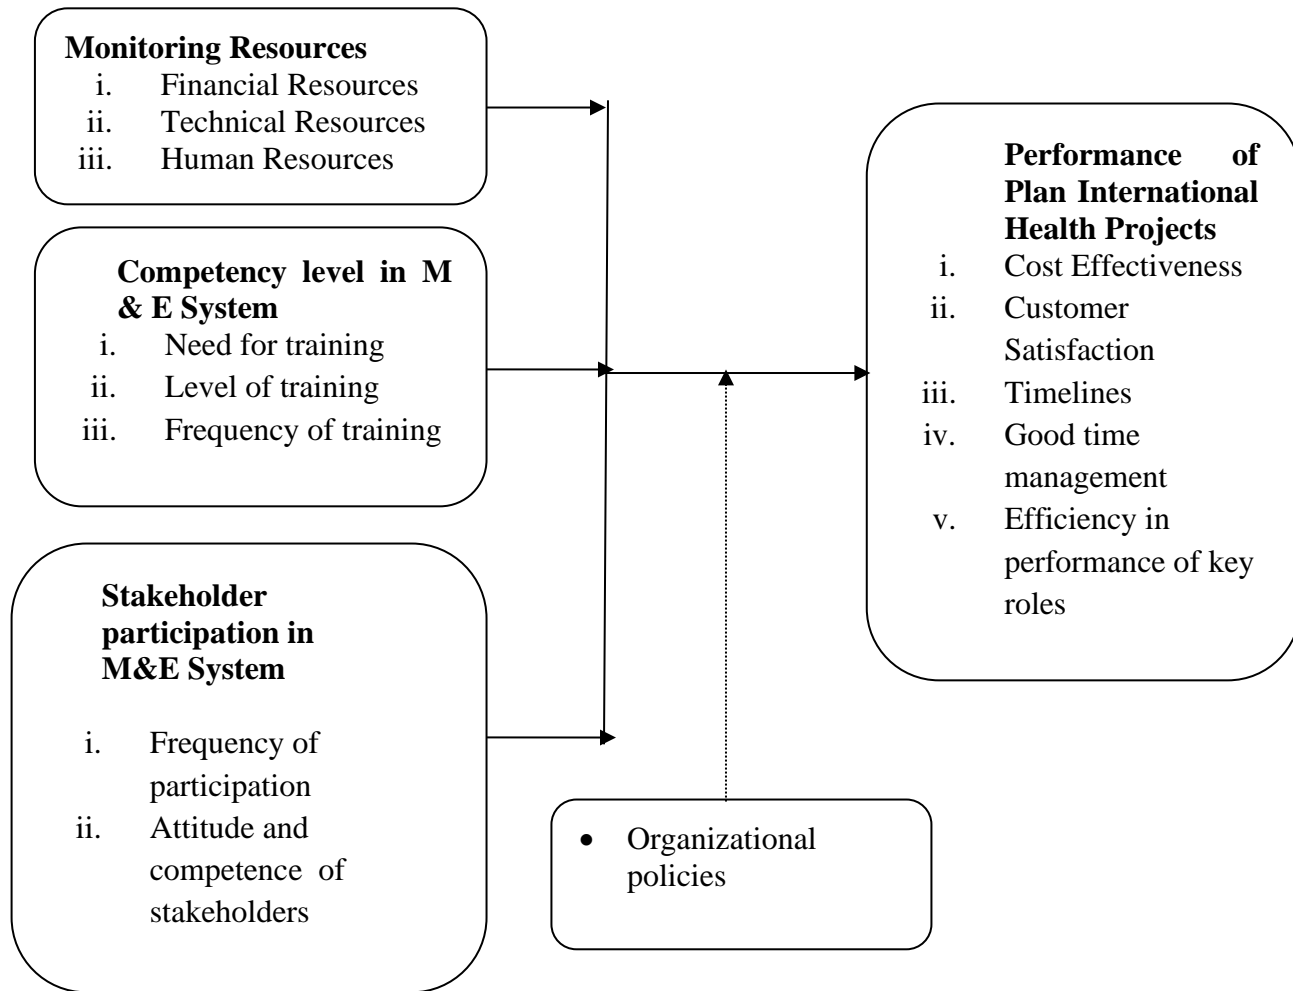 Monitoring Resources
i. Financial Resources
ii. Technical Resources
iii. Human Resources
Competency level in M
& E System
i. Need for training
ii. Level of training
iii. Frequency of training
Stakeholder
participation in
M&E System
i. Frequency of
participation
ii. Attitude and
competence of
stakeholders
• Organizational
policies
Performance of
Plan International
Health Projects
i. Cost Effectiveness
ii. Customer
Satisfaction
iii. Timelines
iv. Good time
management
v. Efficiency in
performance of key
roles